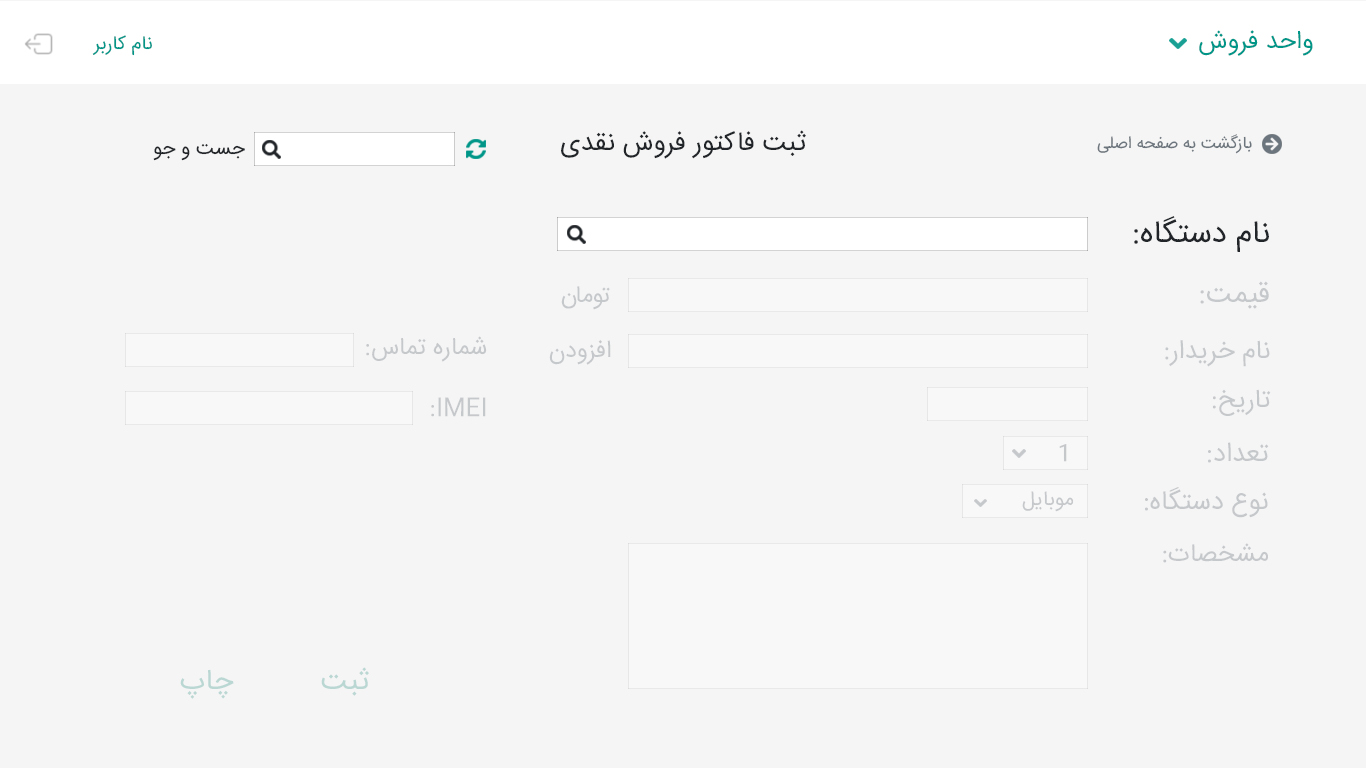 واحد فروش
نام کاربر
بازگشت به صفحه اصلی
ثبت فاکتور فروش نقدی
جست و جو
نام دستگاه:
قیمت:
تومان
نام خریدار:
افزودن
شماره تماس:
تاریخ:
IMEI:
تعداد:
1
نوع دستگاه:
موبایل
مشخصات:
ثبت
چاپ